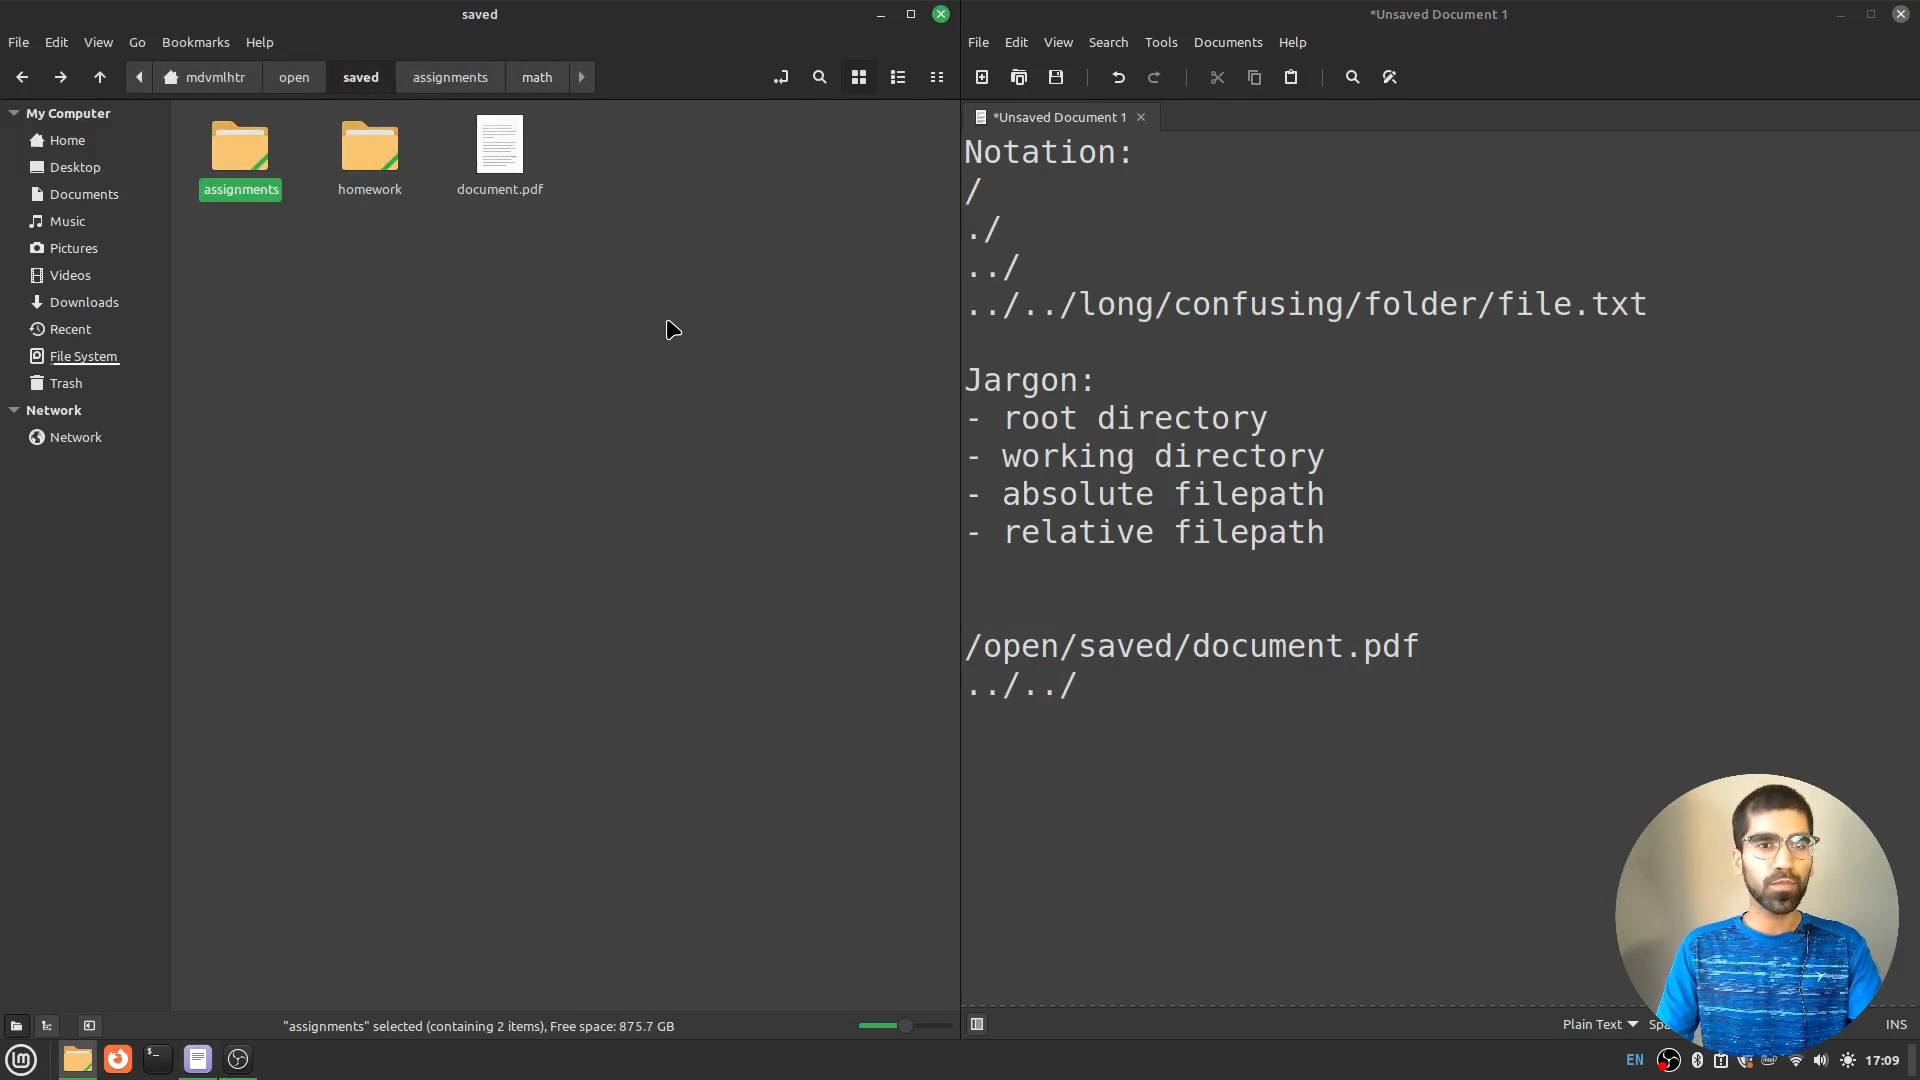 saved
File Edit View Go Bookmarks Help
mdvmlhtr open saved assignments math
My Computer
Home
Desktop
Documents
Music
Pictures
Videos
Downloads
Recent
File System
Trash
Network
Network
assignments
homework
document.pdf
"assignments" selected (containing 2 items), Free space: 875.7 GB
*Unsaved Document 1
File Edit View Search Tools Documents Help
*Unsaved Document 1
Notation:
/
./
../
../../long/confusing/folder/file.txt
Jargon:
- root directory
- working directory
- absolute filepath
- relative filepath
/open/saved/document.pdf
../../
Plain Text
INS
EN
17:09